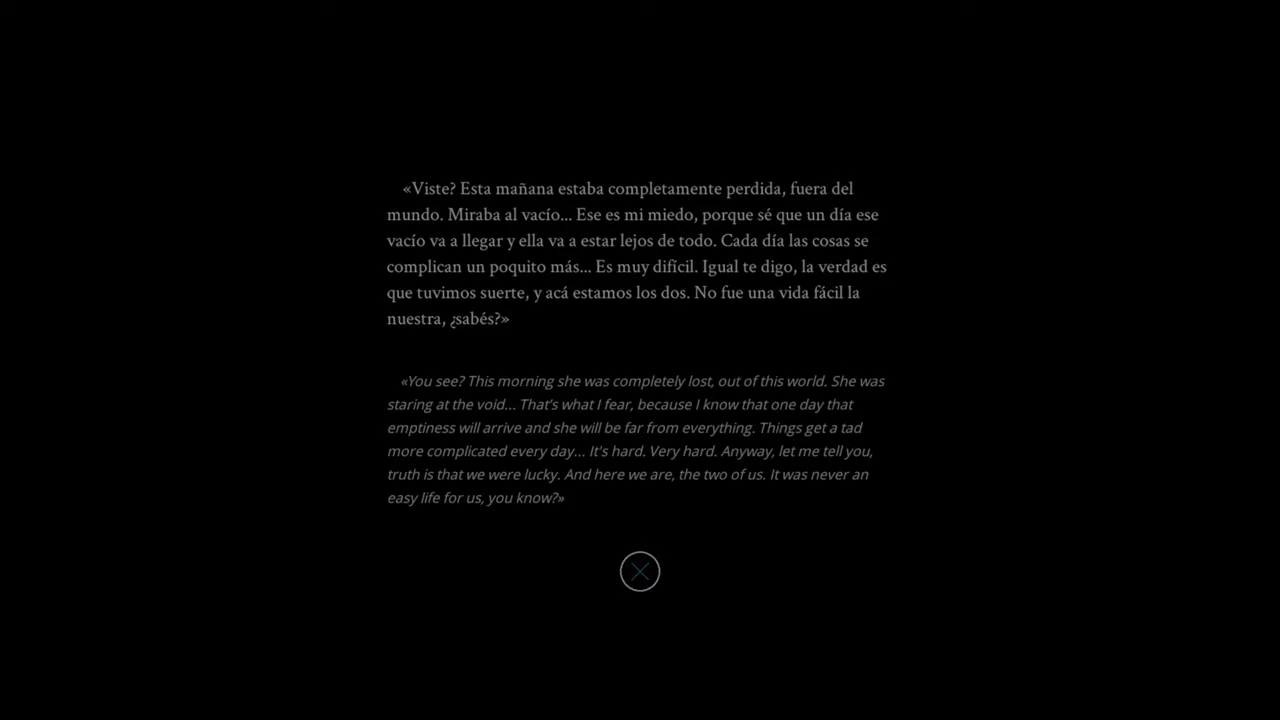 «Viste? Esta mañana estaba completamente perdida, fuera del
mundo. Miraba al vacío... Ese es mi miedo, porque sé que un día ese
vacío va a llegar y ella va a estar lejos de todo. Cada día las cosas se
complican un poquito más... Es muy difícil. Igual te digo, la verdad es
que tuvimos suerte, y acá estamos los dos. No fue una vida fácil la
nuestra, ¿sabés?»
«You see? This morning she was completely lost, out of this world. She was
staring at the void... That's what I fear, because I know that one day that
emptiness will arrive and she will be far from everything. Things get a tad
more complicated every day... It's hard. Very hard. Anyway, let me tell you,
truth is that we were lucky. And here we are, the two of us. It was never an
easy life for us, you know?»